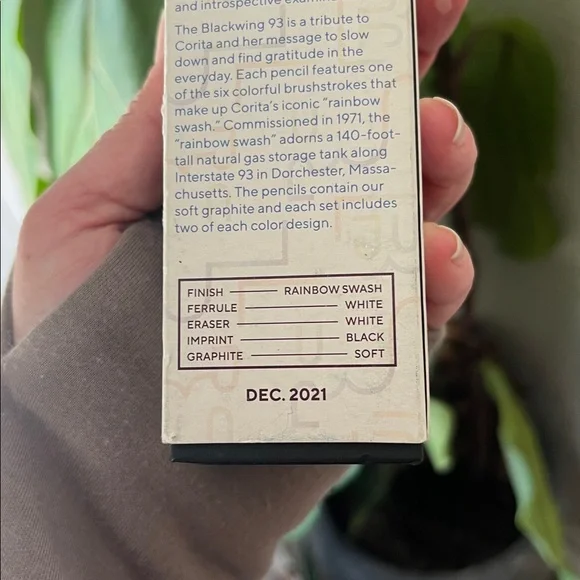 and introspective
The Blackwing 93 is a tribute to
Corita and her message to slow
down and find gratitude in the
everyday. Each pencil features one
of the six colorful brushstrokes that
make up Corita's iconic "rainbow
swash." Commissioned in 1971, the
"rainbow swash" adorns a 140-foot-
tall natural gas storage tank along
Interstate 93 in Dorchester, Massa-
chusetts. The pencils contain our
soft graphite and each set includes
two of each color design.
FINISH RAINBOW SWASH
FERRULE WHITE
ERASER WHITE
IMPRINT BLACK
GRAPHITE SOFT
DEC. 2021